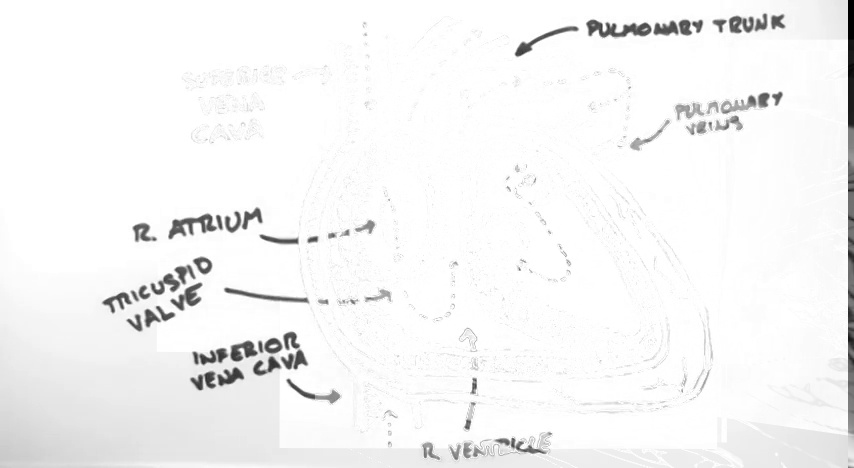 PULMONARY TRUNK
SUPERIOR
VENA
CAVA
PULMONARY
VEINS
R. ATRIUM
TRICUSPID
VALVE
INFERIOR
VENA CAVA
R VENTRICLE